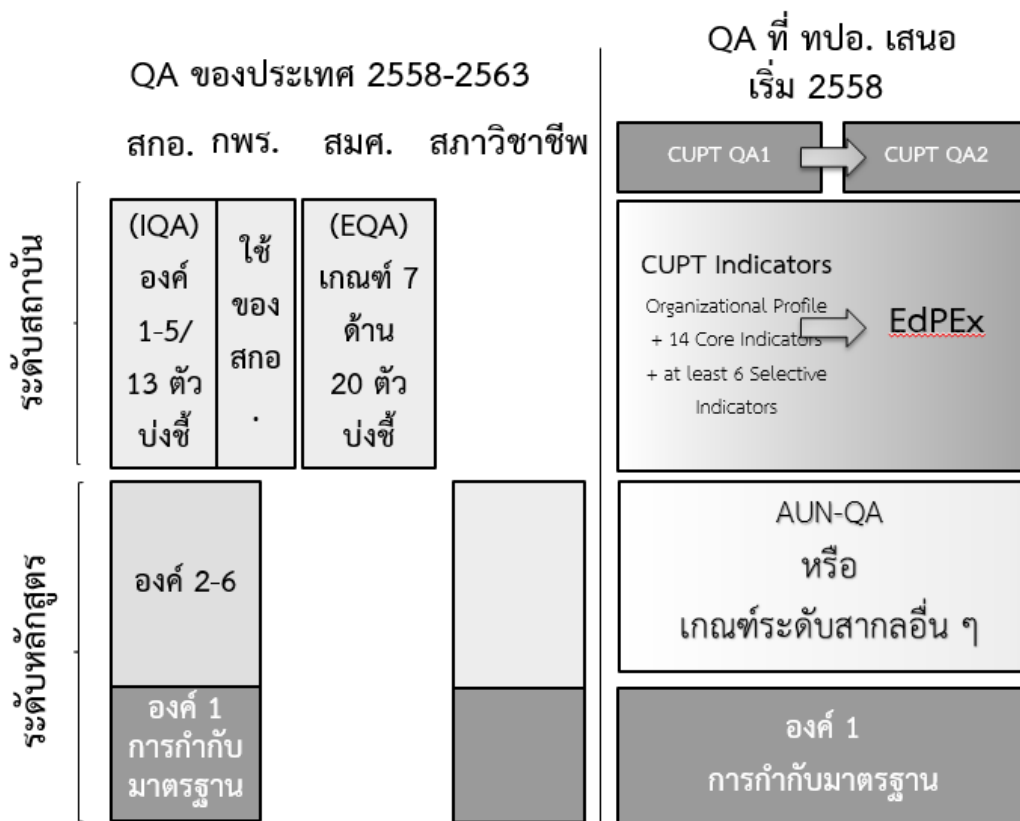 QA ของประเทศ 2558-2563
สกอ. กพร. สมศ. สภาวิชาชีพ
ระดับสถาบัน
(IQA)
องค์
1-5/
13 ตัว
บ่งชี้
ใช้
ของ
สกอ
.
(EQA)
เกณฑ์ 7
ด้าน
20 ตัว
บ่งชี้
ระดับหลักสูตร
องค์ 2-6
องค์ 1
การกำกับ
มาตรฐาน
QA ที่ ทปอ. เสนอ
เริ่ม 2558
CUPT QA1
CUPT QA2
CUPT Indicators
Organizational Profile
+ 14 Core Indicators
+ at least 6 Selective
Indicators
EdPEx
AUN-QA
หรือ
เกณฑ์ระดับสากลอื่น ๆ
องค์ 1
การกำกับมาตรฐาน